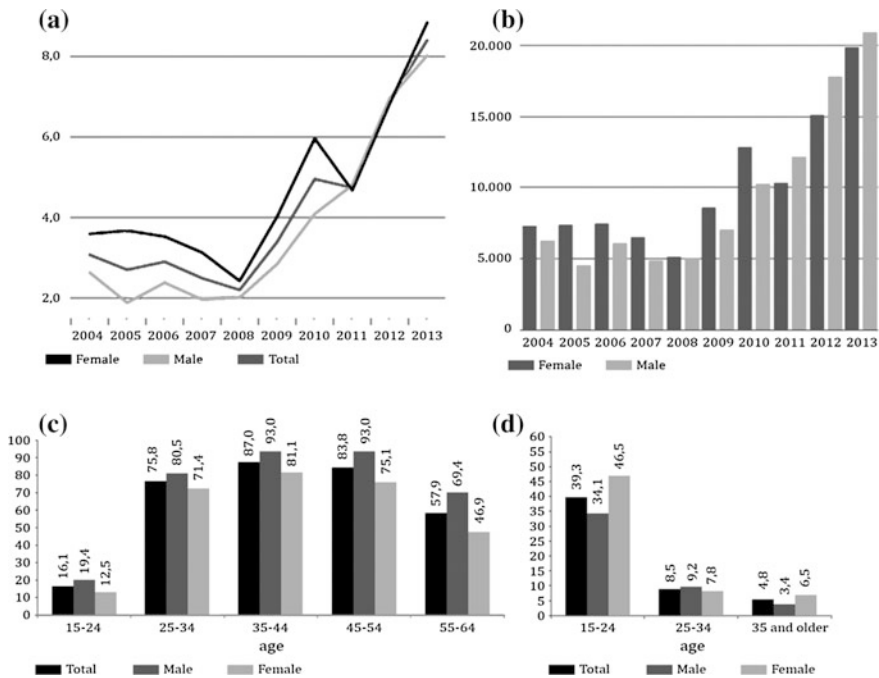 (a)
8,0
6,0
4,0
2,0
2004 2005 2006 2007 2008 2009 2010 2011 2012 2013
Female Male Total
(b)
20.000
15.000
10.000
5.000
0
2004 2005 2006 2007 2008 2009 2010 2011 2012 2013
Female Male
(c)
100
90
80
70
60
50
40
30
20
10
0
16,1 19,4 12,5 75,8 80,5 71,4 87,0 93,0 81,1 83,8 93,0 75,1 57,9 69,4 46,9
15-24 25-34 35-44 45-54 55-64
age
Total Male Female
(d)
60
55
50
45
40
35
30
25
20
15
10
5
0
39,3 34,1 46,5 8,5 9,2 7,8 4,8 3,4 6,5
15-24 25-34 35 and older
age
Total Male Female